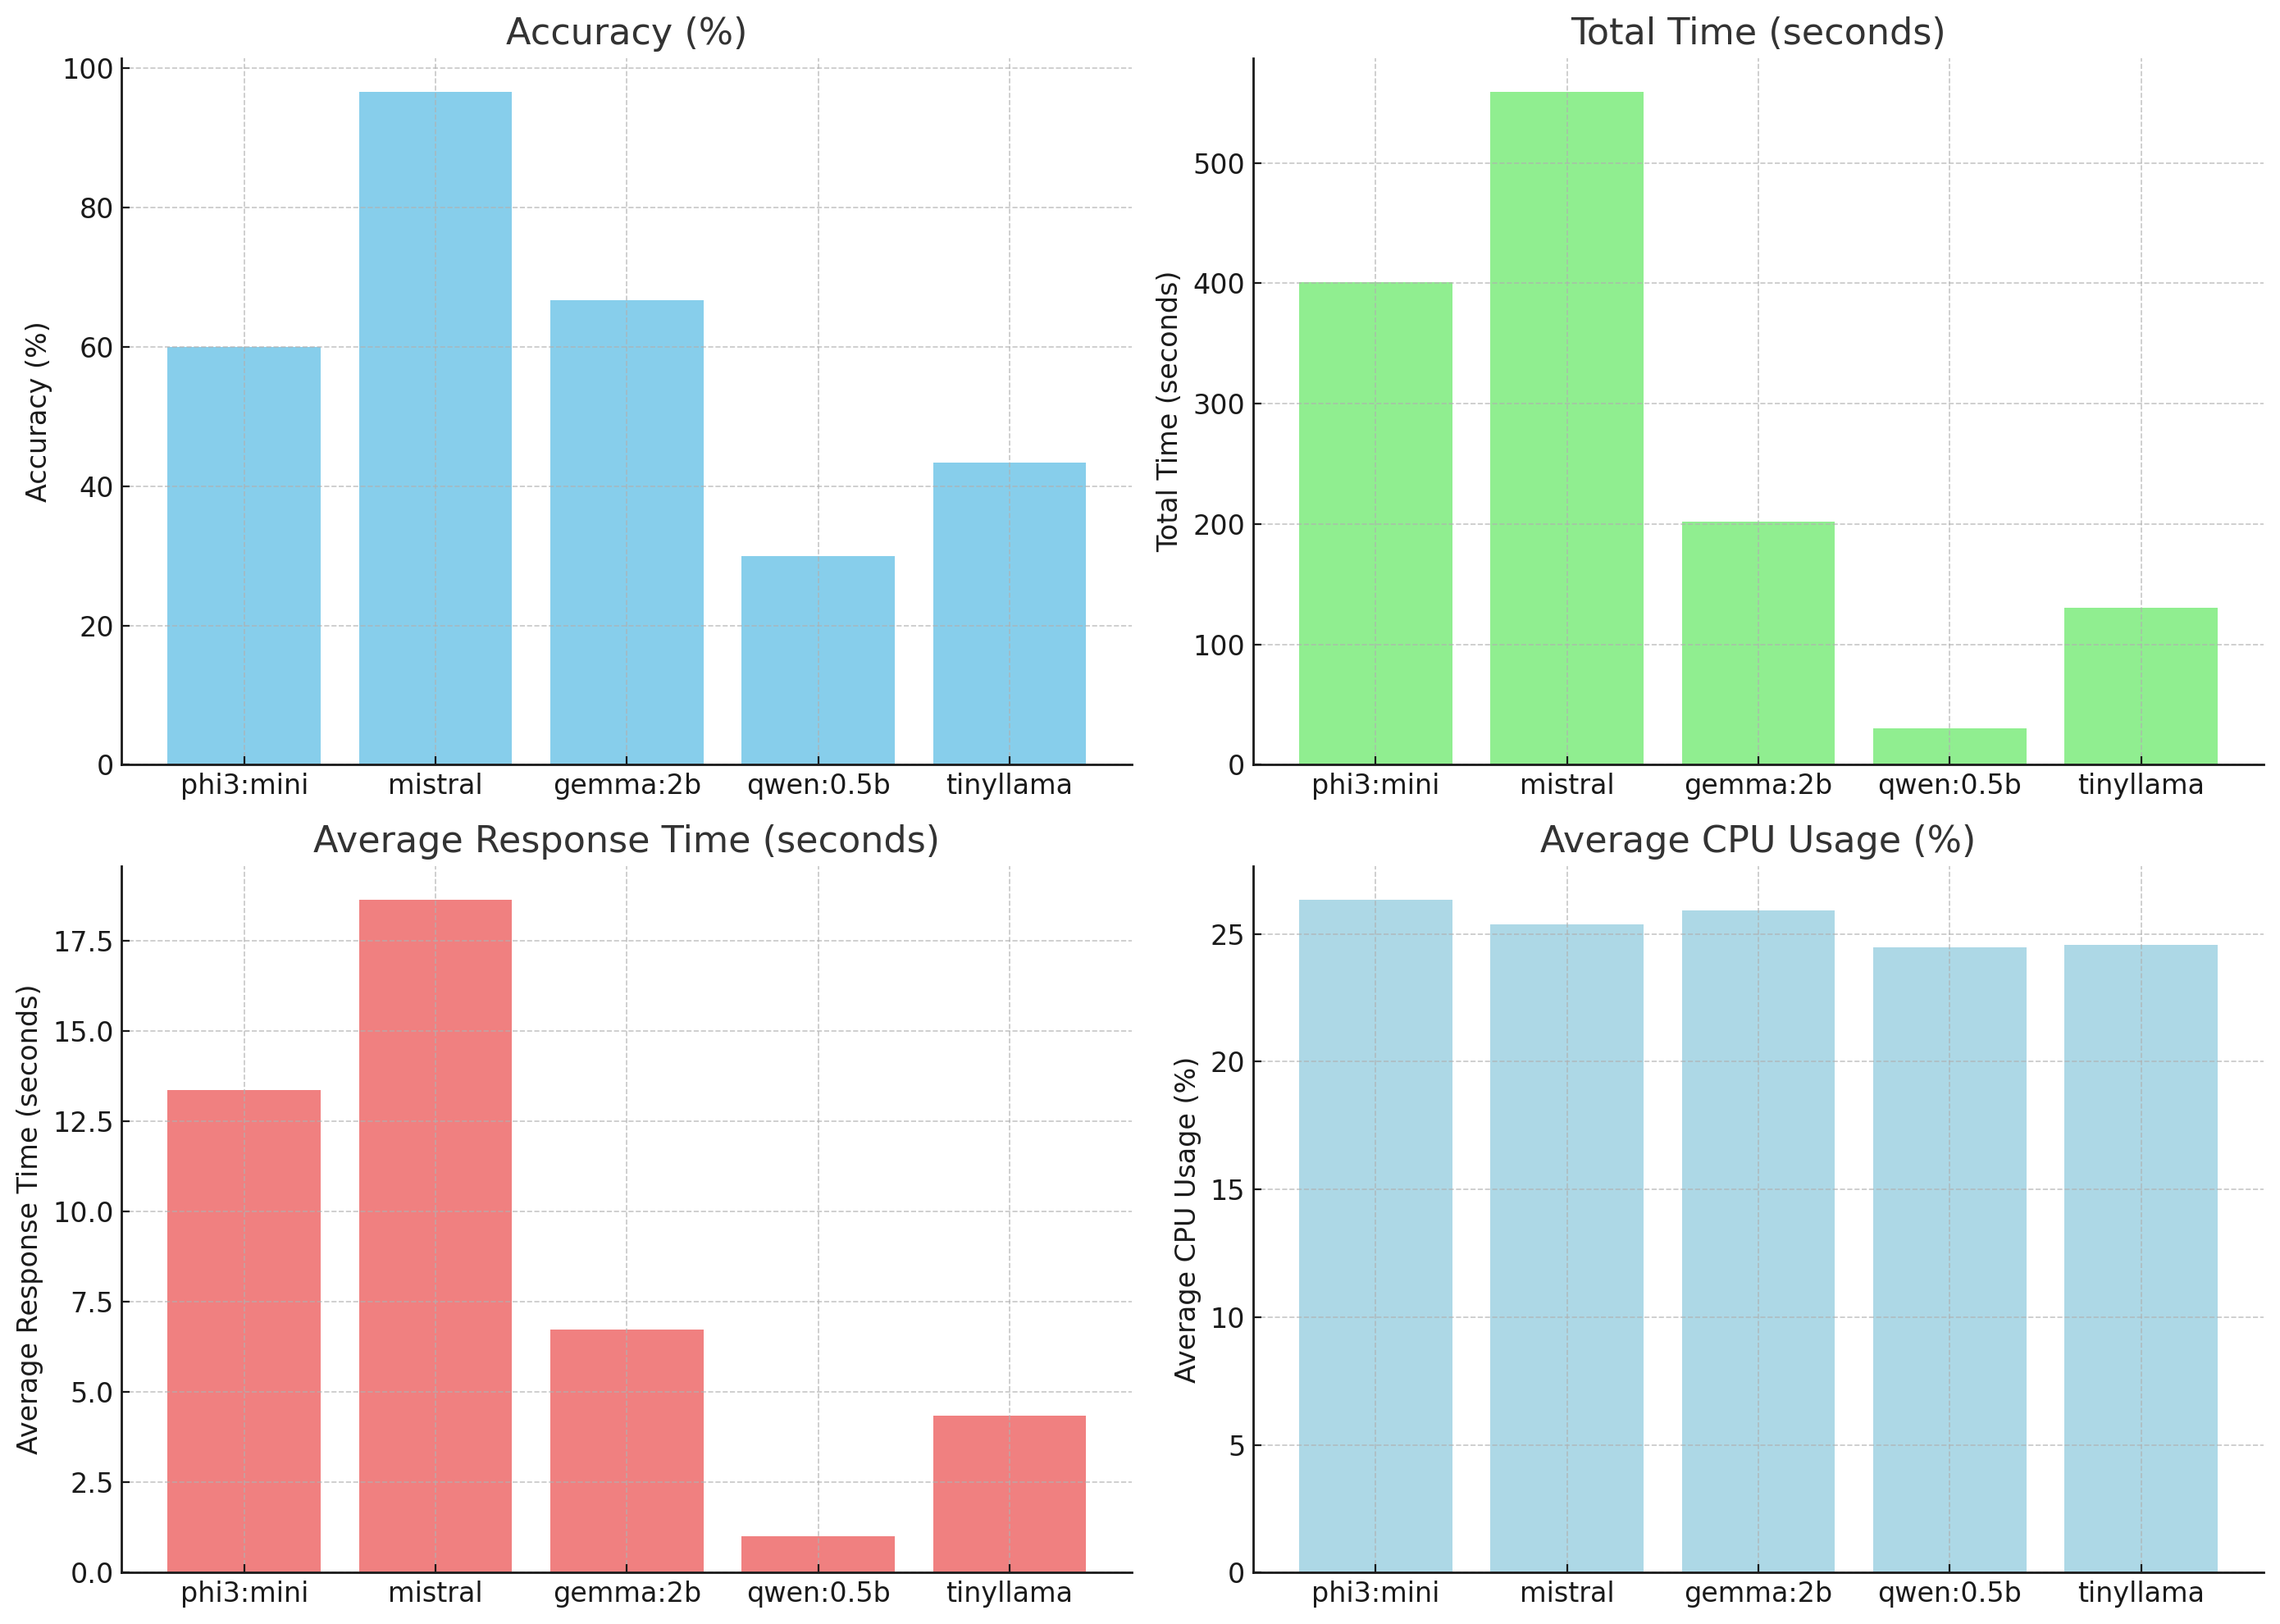 Accuracy (%)
Accuracy (%)
100
80
60
40
20
0
phi3:mini mistral gemma:2b qwen:0.5b tinyllama
Total Time (seconds)
Total Time (seconds)
500
400
300
200
100
0
phi3:mini mistral gemma:2b qwen:0.5b tinyllama
Average Response Time (seconds)
Average Response Time (seconds)
17.5
15.0
12.5
10.0
7.5
5.0
2.5
0.0
phi3:mini mistral gemma:2b qwen:0.5b tinyllama
Average CPU Usage (%)
Average CPU Usage (%)
25
20
15
10
5
0
phi3:mini mistral gemma:2b qwen:0.5b tinyllama